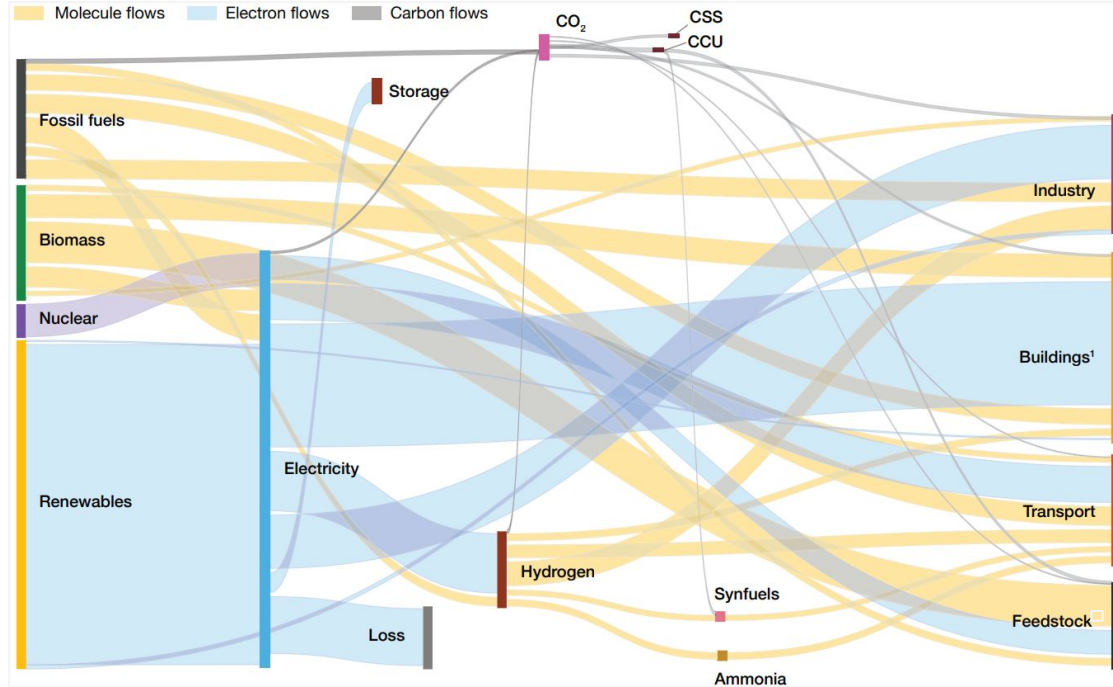 Molecule flows
Electron flows
Carbon flows
CO₂
CSS
CCU
Storage
Fossil fuels
Industry
Biomass
Nuclear
Buildings¹
Electricity
Renewables
Transport
Hydrogen
Synfuels
Feedstock
Loss
Ammonia